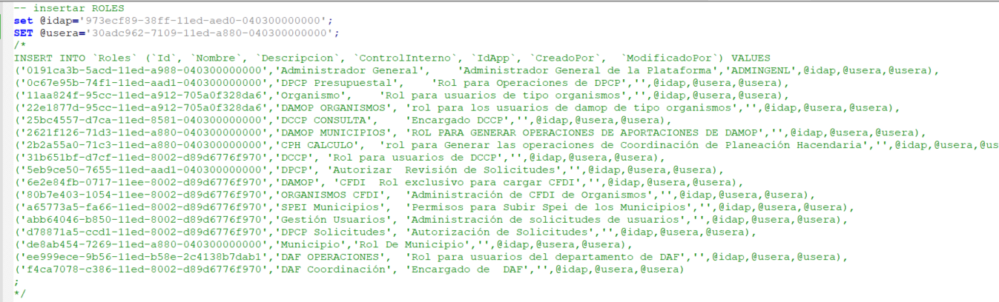 -- insertar ROLES
set @idap='973ecf89-38ff-11ed-aed0-040300000000';
SET @usera='30adc962-7109-11ed-a880-040300000000';
/*
INSERT INTO `Roles` (`Id`, `Nombre`, `Descripcion`, `ControlInterno`, `IdApp`, `CreadoPor`,  `ModificadoPor`) VALUES
('0191ca3b-5acd-11ed-a988-040300000000','Administrador General',    'Administrador General de la Plataforma','ADMINGENL',@idap,@usera,@usera),
('0c67e95b-74f1-11ed-aad1-040300000000','DPCP Presupuestal',    'Rol para Operaciones de DPCP','',@idap,@usera,@usera),
('11aa824f-95cc-11ed-a912-705a0f328da6','Organismo',    'Rol para usuarios de tipo organismos','',@idap,@usera,@usera),
('22e1877d-95cc-11ed-a912-705a0f328da6','DAMOP ORGANISMOS', 'rol para los usuarios de damop de tipo organismos','',@idap,@usera,@usera),
('25bc4557-d7ca-11ed-8581-040300000000','DCCP CONSULTA',    'Encargado DCCP','',@idap,@usera,@usera),
('2621f126-71d3-11ed-a880-040300000000','DAMOP MUNICIPIOS', 'ROL PARA GENERAR OPERACIONES DE APORTACIONES DE DAMOP','',@idap,@usera,@usera),
('2b2a55a0-71c3-11ed-a880-040300000000','CPH CALCULO',  'rol para Generar las operaciones de Coordinación de Planeación Hacendaria','',@idap,@usera,@us
('31b651bf-d7cf-11ed-8002-d89d6776f970','DCCP', 'Rol para usuarios de DCCP','',@idap,@usera,@usera),
('5eb9ce50-7655-11ed-aad1-040300000000','DPCP', 'Autorizar  Revisión de Solicitudes','',@idap,@usera,@usera),
('6e2e84fb-0717-11ee-8002-d89d6776f970','DAMOP', 'CFDI  Rol exclusivo para cargar CFDI','',@idap,@usera,@usera),
('80b7e403-1054-11ee-8002-d89d6776f970','ORGANISMOS CFDI',  'Administración de CFDI de Organismos','',@idap,@usera,@usera),
('a65773a5-fa66-11ed-8002-d89d6776f970','SPEI Municipios',  'Permisos para Subir Spei de los Municipios','',@idap,@usera,@usera),
('abb64046-b850-11ed-8002-d89d6776f970','Gestión Usuarios', 'Administración de solicitudes de usuarios','',@idap,@usera,@usera),
('d78871a5-ccd1-11ed-8002-d89d6776f970','DPCP Solicitudes', 'Autorización de Solicitudes','',@idap,@usera,@usera),
('de8ab454-7269-11ed-a880-040300000000','Municipio','Rol De Municipio','',@idap,@usera,@usera),
('ee999ece-9b56-11ed-b58e-2c4138b7dab1','DAF OPERACIONES',  'Rol para usuarios del departamento de DAF','',@idap,@usera,@usera),
('f4ca7078-c386-11ed-8002-d89d6776f970','DAF Coordinación', 'Encargado de  DAF','',@idap,@usera,@usera)
;
*/